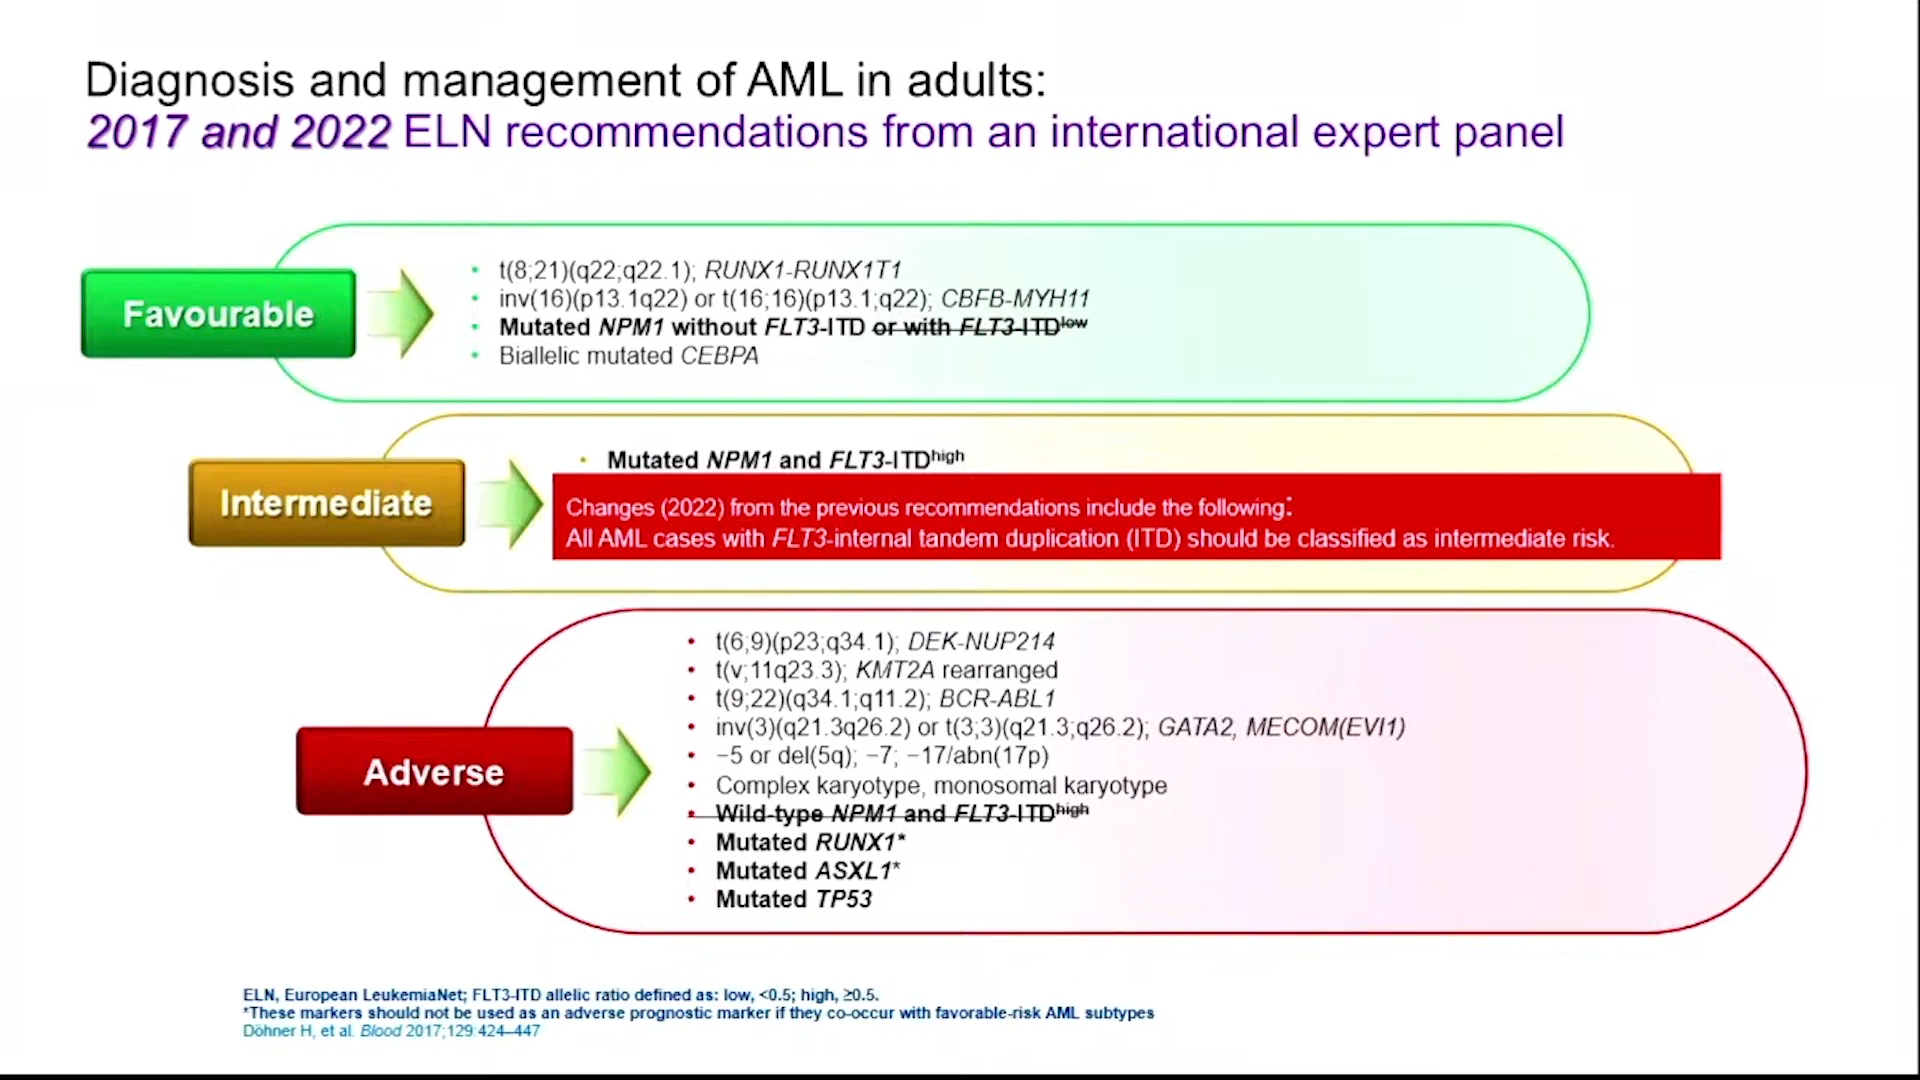 Diagnosis and management of AML in adults:
2017 and 2022 ELN recommendations from an international expert panel
Favourable
• t(8;21)(q22;q22.1); RUNX1-RUNX1T1
• inv(16)(p13.1q22) or t(16;16)(p13.1;q22); CBFB-MYH11
• Mutated NPM1 without FLT3-ITD or with FLT3-ITDlow
• Biallelic mutated CEBPA
Intermediate
• Mutated NPM1 and FLT3-ITDhigh
Changes (2022) from the previous recommendations include the following:
All AML cases with FLT3-internal tandem duplication (ITD) should be classified as intermediate risk.
Adverse
• t(6;9)(p23;q34.1); DEK-NUP214
• t(v;11q23.3); KMT2A rearranged
• t(9;22)(q34.1;q11.2); BCR-ABL1
• inv(3)(q21.3q26.2) or t(3;3)(q21.3;q26.2); GATA2, MECOM(EVI1)
• −5 or del(5q); −7; −17/abn(17p)
• Complex karyotype, monosomal karyotype
• Wild-type NPM1 and FLT3-ITDhigh
• Mutated RUNX1*
• Mutated ASXL1*
• Mutated TP53
ELN, European LeukemiaNet; FLT3-ITD allelic ratio defined as: low, <0.5; high, ≥0.5.
*These markers should not be used as an adverse prognostic marker if they co-occur with favorable-risk AML subtypes
Döhner H, et al. Blood 2017;129:424–447